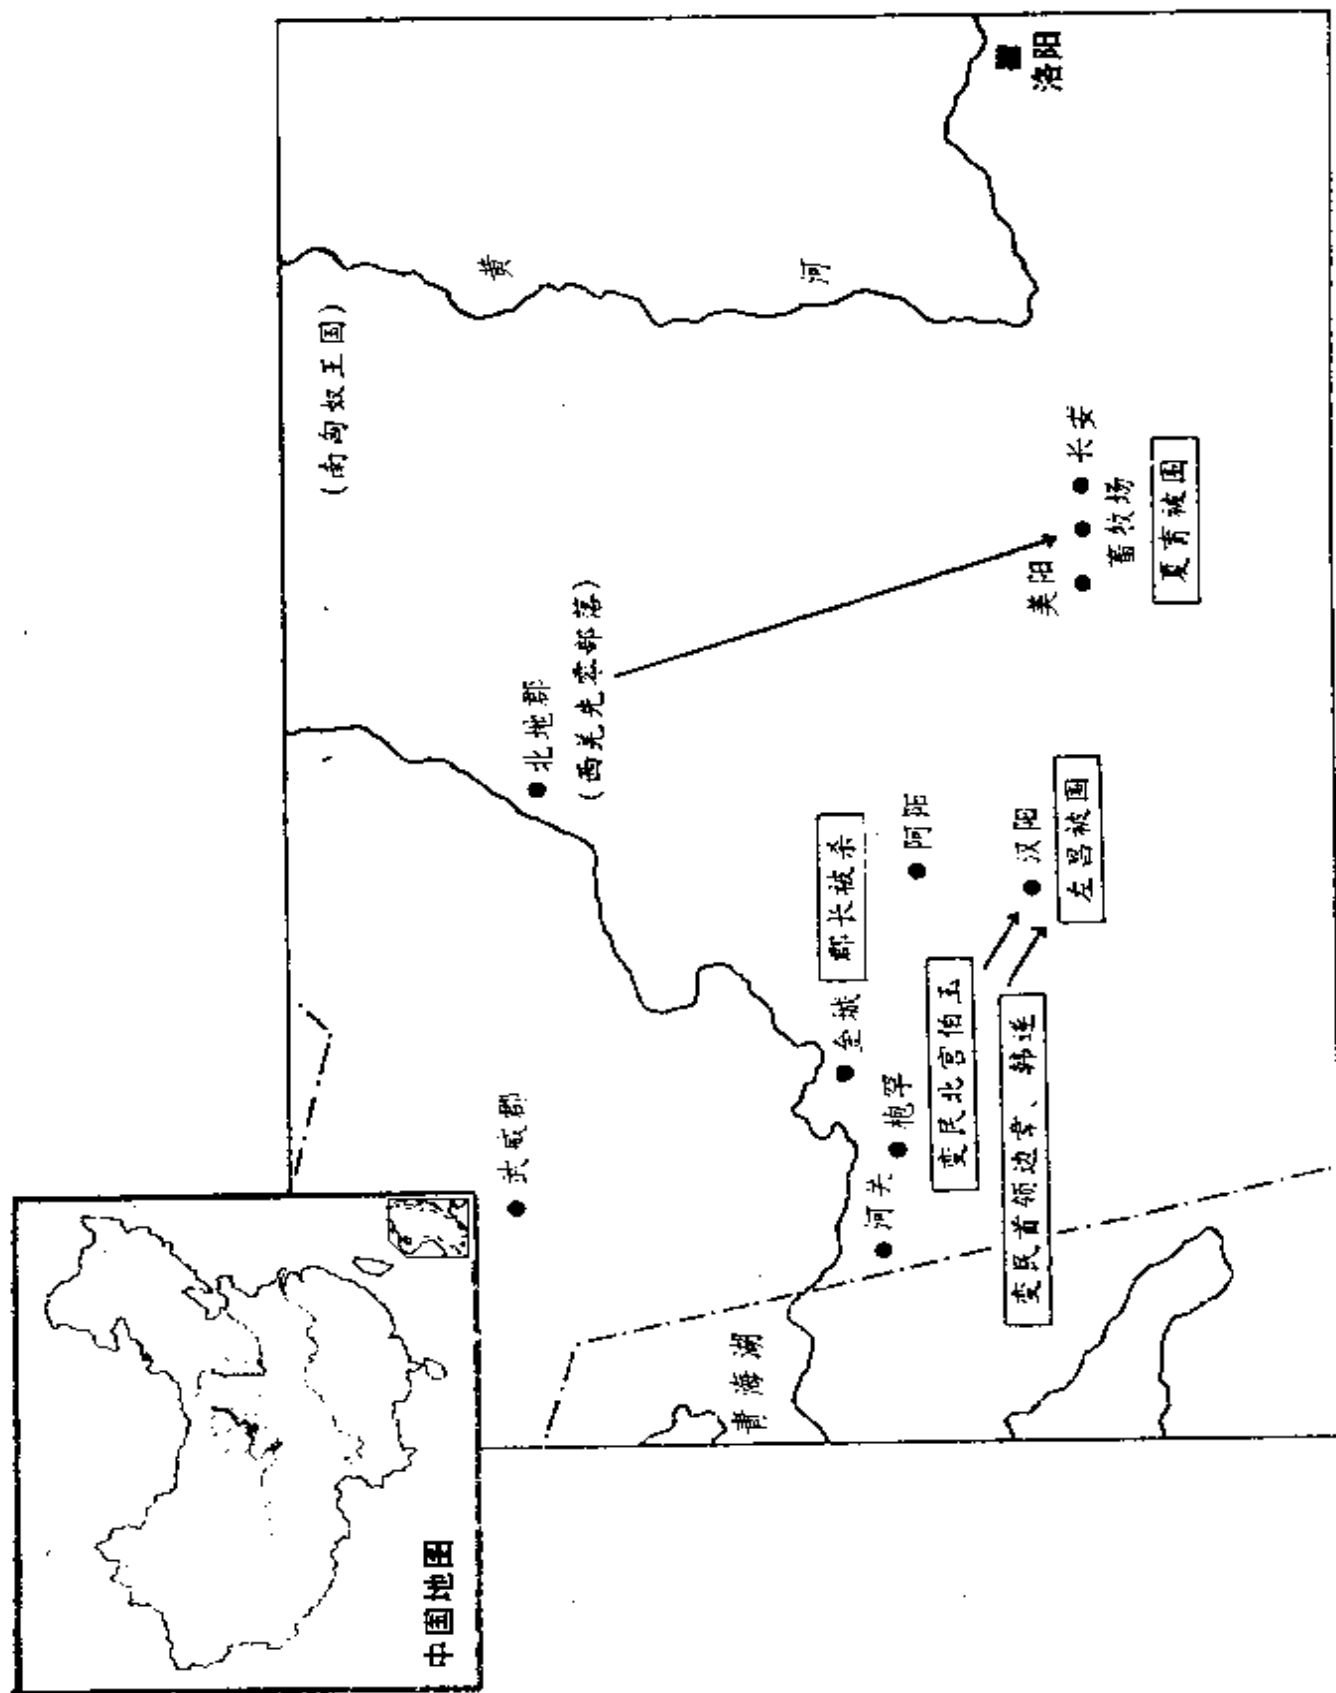 中国地图
武威郡
北地郡
(西羌先零部落)
(南匈奴王国)
黄河
洛阳
青海湖
河关
枹罕
金城
郡长被杀
阿阳
变民北宫伯玉
变民首领边章、韩遂
汉阳
左昌被围
美阳
畜牧场
长安
夏育被围